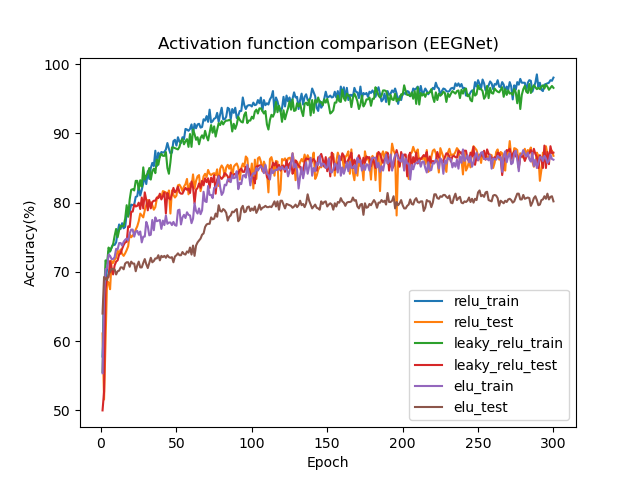 Activation function comparison (EEGNet)
Accuracy(%)
100
90
80
70
60
50
0
50
100
150
200
250
300
Epoch
relu_train
relu_test
leaky_relu_train
leaky_relu_test
elu_train
elu_test